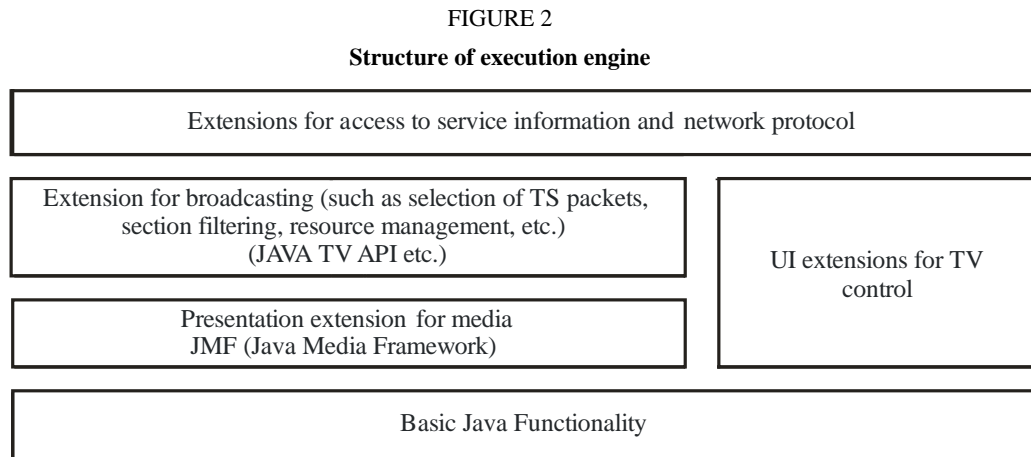 FIGURE 2
Structure of execution engine
Extensions for access to service information and network protocol
Extension for broadcasting (such as selection of TS packets,
section filtering, resource management, etc.)
(JAVA TV API etc.)
UI extensions for TV
control
Presentation extension for media
JMF (Java Media Framework)
Basic Java Functionality